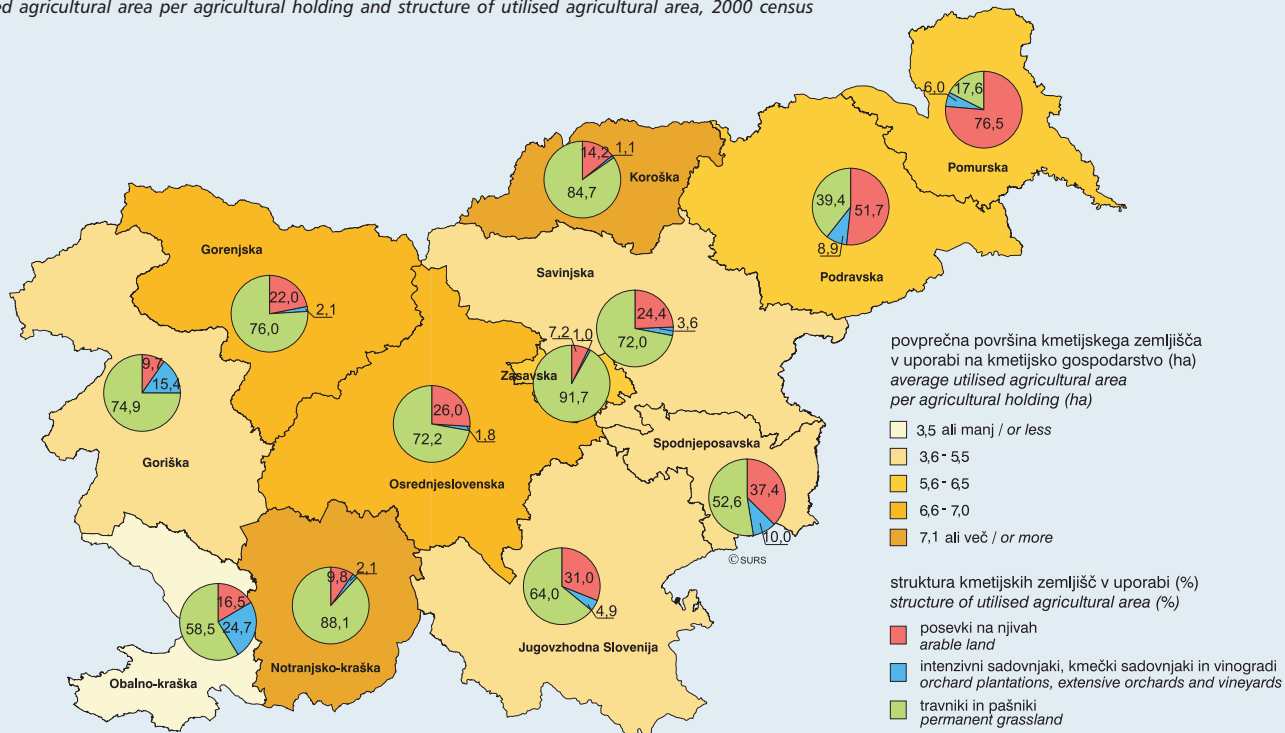 ed agricultural area per agricultural holding and structure of utilised agricultural area, 2000 census
6,0
17,6
76,5
Pomurska
14,2
1,1
84,7
Koroška
39,4
51,7
8,9
Podravska
Gorenjska
22,0
2,1
76,0
Savinjska
24,4
3,6
72,0
7,2
1,0
Zasavska
91,7
9,7
15,4
74,9
Goriška
26,0
72,2
1,8
Osrednjeslovenska
Spodnjeposavska
37,4
52,6
10,0
© SURS
31,0
64,0
4,9
Jugovzhodna Slovenija
9,8
2,1
88,1
Notranjsko-kraška
16,5
58,5
24,7
Obalno-kraška
povprečna površina kmetijskega zemljišča
v uporabi na kmetijsko gospodarstvo (ha)
average utilised agricultural area
per agricultural holding (ha)
3,5 ali manj / or less
3,6 - 5,5
5,6 - 6,5
6,6 - 7,0
7,1 ali več / or more
struktura kmetijskih zemljišč v uporabi (%)
structure of utilised agricultural area (%)
posevki na njivah
arable land
intenzivni sadovnjaki, kmečki sadovnjaki in vinogradi
orchard plantations, extensive orchards and vineyards
travniki in pašniki
permanent grassland